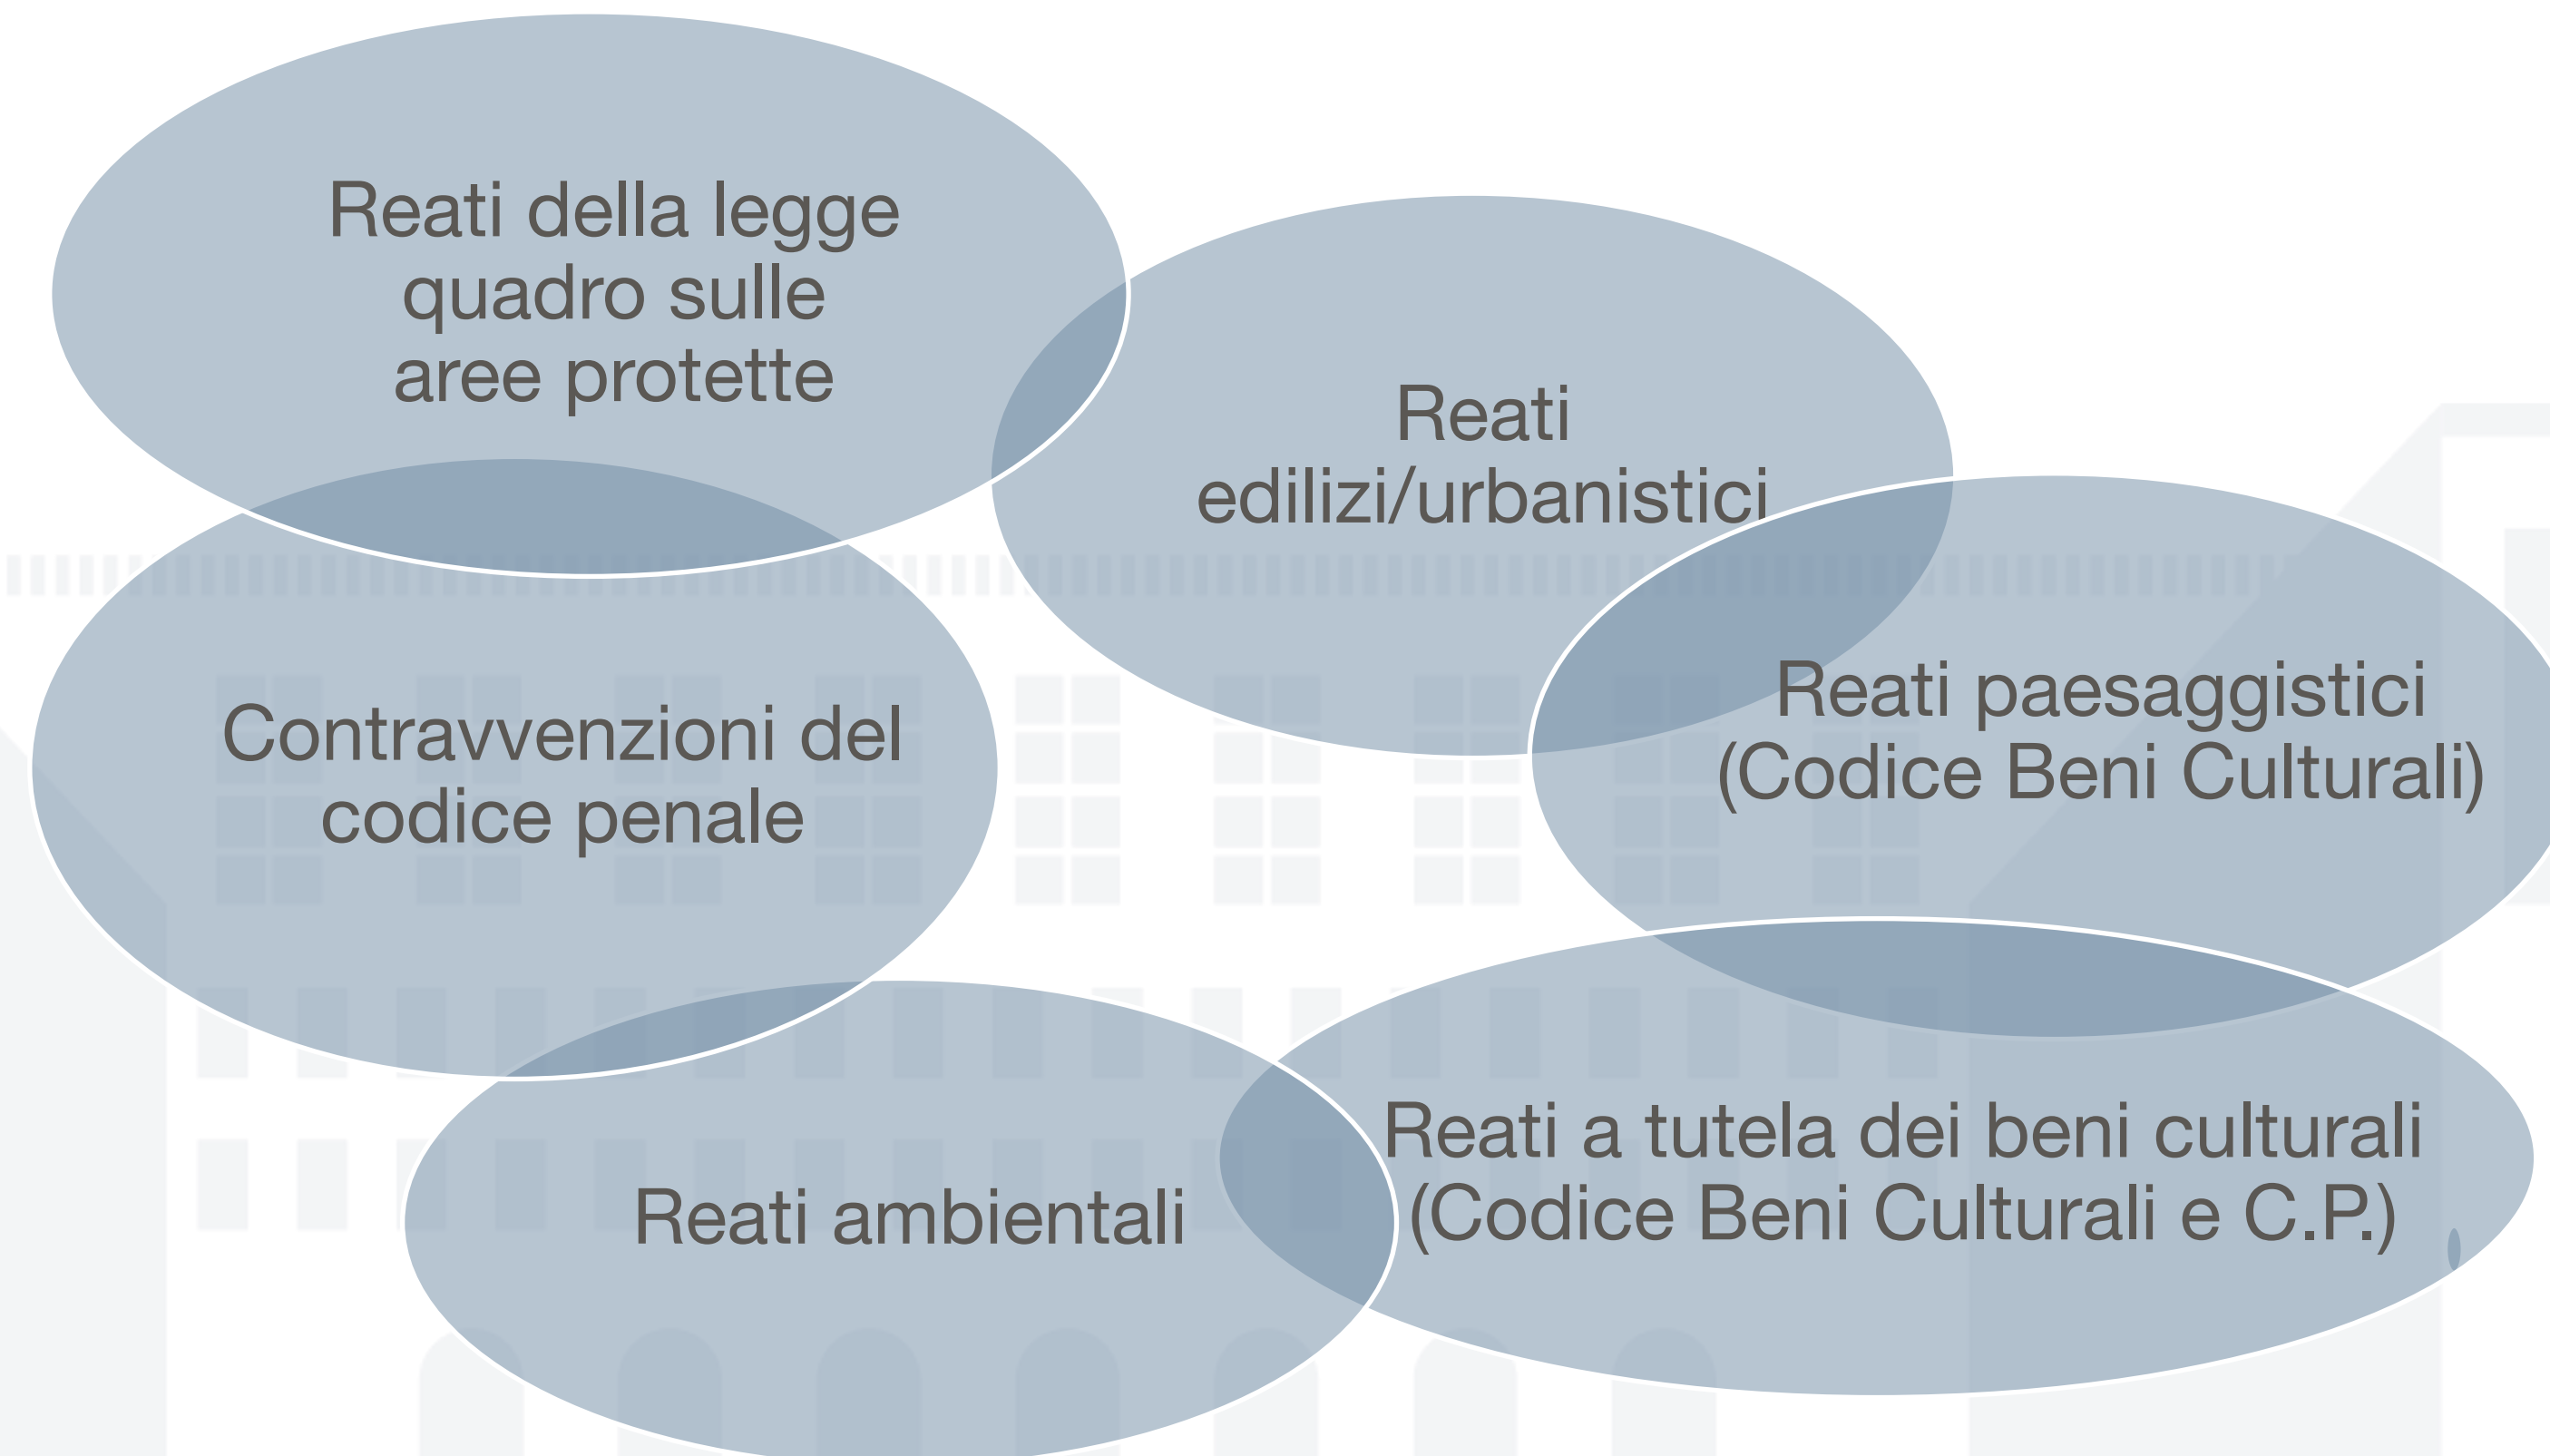 Reati della legge
quadro sulle
aree protette
Reati
edilizi/urbanistici
Reati paesaggistici
(Codice Beni Culturali)
Contravvenzioni del
codice penale
Reati a tutela dei beni culturali
(Codice Beni Culturali e C.P.)
Reati ambientali